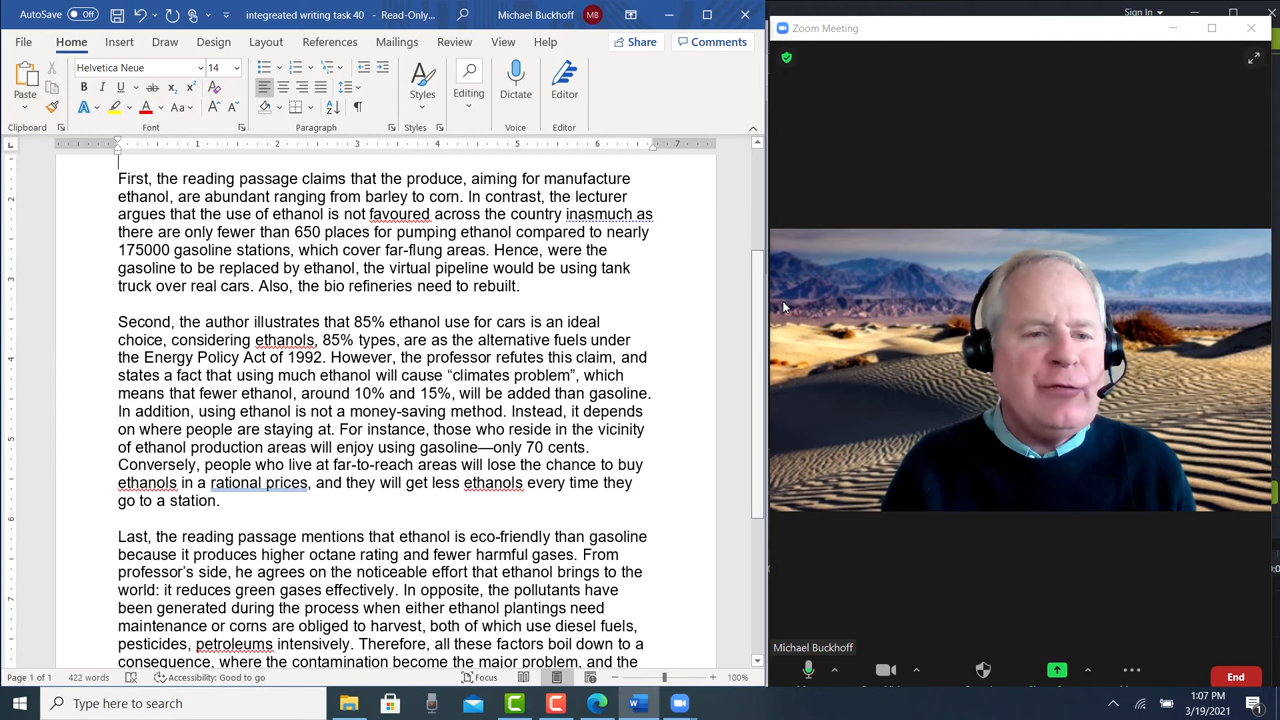 AutoSave Off integrated writing task 40 - Read-Only... Michael Buckhoff MB
File Home Insert Draw Design Layout References Mailings Review View Help Share Comments
Helvetica Neue 14
Paste Styles Editing Dictate Editor
Clipboard Font Paragraph Styles Voice Editor
First, the reading passage claims that the produce, aiming for manufacture
ethanol, are abundant ranging from barley to corn. In contrast, the lecturer
argues that the use of ethanol is not favoured across the country inasmuch as
there are only fewer than 650 places for pumping ethanol compared to nearly
175000 gasoline stations, which cover far-flung areas. Hence, were the
gasoline to be replaced by ethanol, the virtual pipeline would be using tank
truck over real cars. Also, the bio refineries need to rebuilt.
Second, the author illustrates that 85% ethanol use for cars is an ideal
choice, considering ethanols, 85% types, are as the alternative fuels under
the Energy Policy Act of 1992. However, the professor refutes this claim, and
states a fact that using much ethanol will cause “climates problem”, which
means that fewer ethanol, around 10% and 15%, will be added than gasoline.
In addition, using ethanol is not a money-saving method. Instead, it depends
on where people are staying at. For instance, those who reside in the vicinity
of ethanol production areas will enjoy using gasoline—only 70 cents.
Conversely, people who live at far-to-reach areas will lose the chance to buy
ethanols in a rational prices, and they will get less ethanols every time they
go to a station.
Last, the reading passage mentions that ethanol is eco-friendly than gasoline
because it produces higher octane rating and fewer harmful gases. From
professor's side, he agrees on the noticeable effort that ethanol brings to the
world: it reduces green gases effectively. In opposite, the pollutants have
been generated during the process when either ethanol plantings need
maintenance or corns are obliged to harvest, both of which use diesel fuels,
pesticides, petroleums intensively. Therefore, all these factors boil down to a
consequence, where the contamination become the major problem, and the
Page 1 of 1 422 words Accessibility: Good to go Focus 100%
Sign In
Zoom Meeting
Michael Buckhoff
End
Type here to search
1:07 PM
3/19/2021